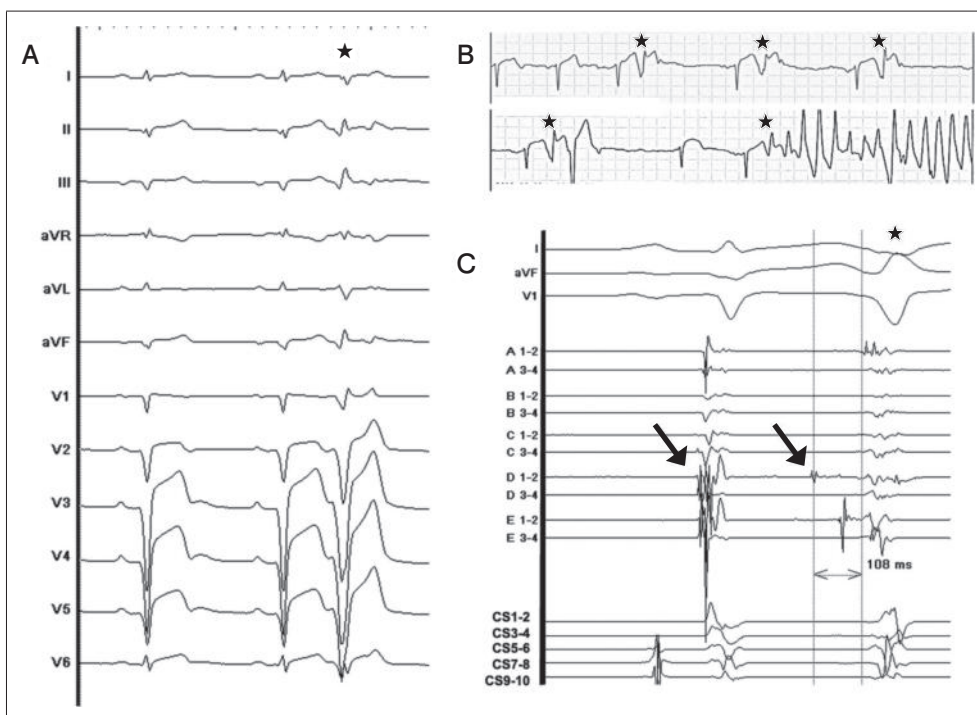 A
★
I
II
III
aVR
aVL
aVF
V1
V2
V3
V4
V5
V6
B
★ ★ ★
★ ★
C
★
I
aVF
V1
A 1-2
A 3-4
B 1-2
B 3-4
C 1-2
C 3-4
D 1-2
D 3-4
E 1-2
E 3-4
108 ms
CS1-2
CS3-4
CS5-6
CS7-8
CS9-10